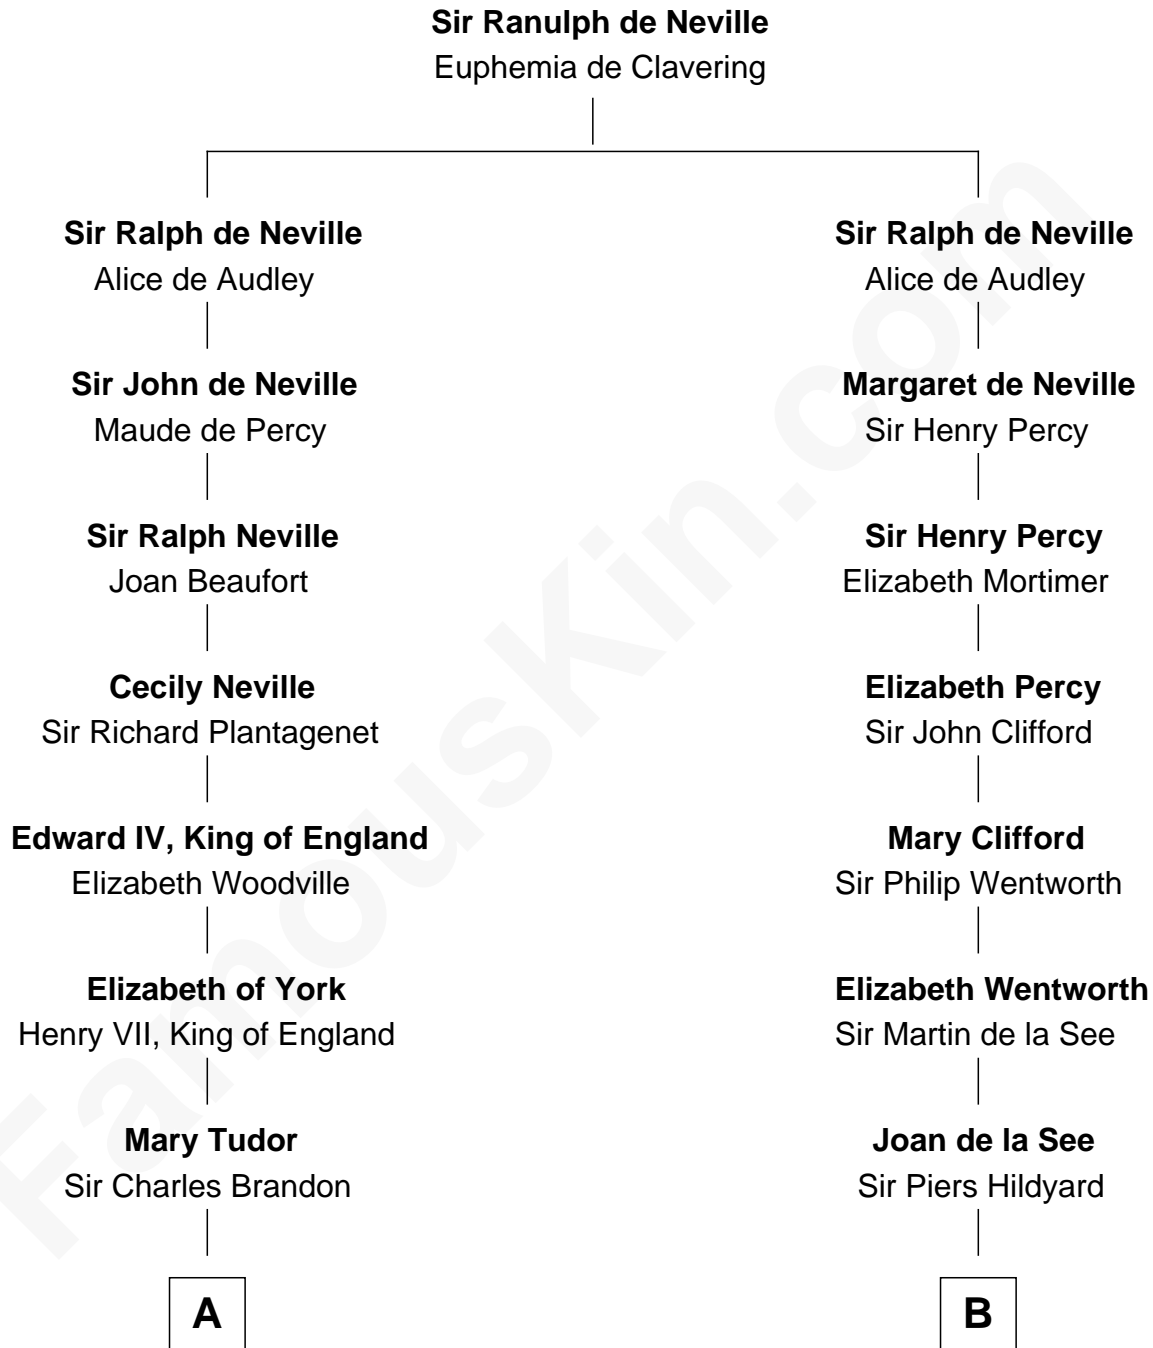 Sir Ranulph de Neville
Euphemia de Clavering
Sir Ralph de Neville
Alice de Audley
Sir John de Neville
Maude de Percy
Sir Ralph Neville
Joan Beaufort
Cecily Neville
Sir Richard Plantagenet
Edward IV, King of England
Elizabeth Woodville
Elizabeth of York
Henry VII, King of England
Mary Tudor
Sir Charles Brandon
A
Sir Ralph de Neville
Alice de Audley
Margaret de Neville
Sir Henry Percy
Sir Henry Percy
Elizabeth Mortimer
Elizabeth Percy
Sir John Clifford
Mary Clifford
Sir Philip Wentworth
Elizabeth Wentworth
Sir Martin de la See
Joan de la See
Sir Piers Hildyard
B
FamousKin.com